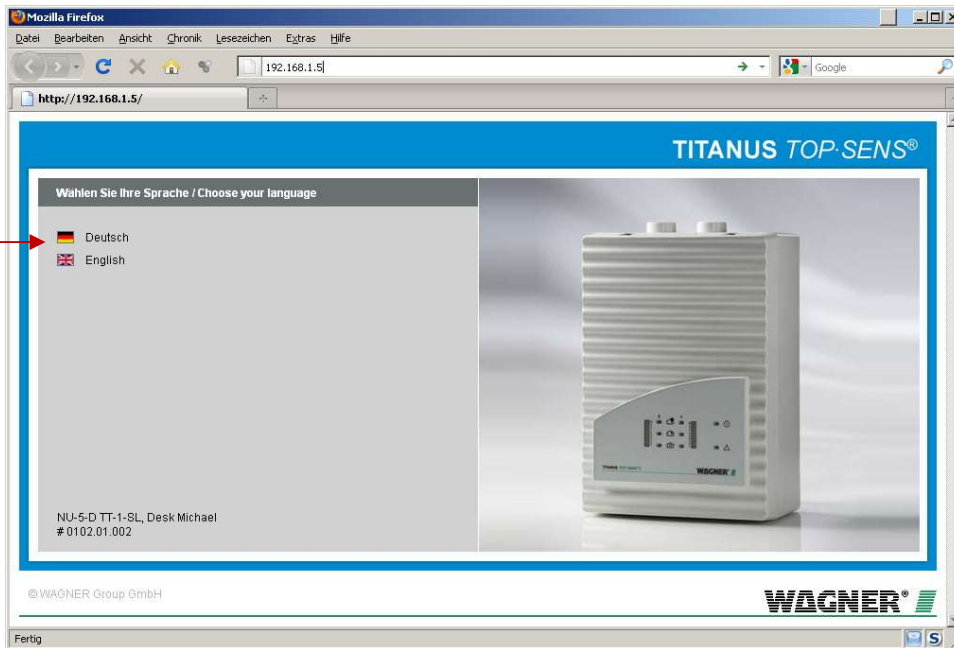 Mozilla Firefox
Datei Bearbeiten Ansicht Chronik Lesezeichen Extras Hilfe
192.168.1.5
Google
http://192.168.1.5/
TITANUS TOP·SENS®
Wählen Sie Ihre Sprache / Choose your language
Deutsch
English
WAGNER
NU-5-D TT-1-SL, Desk Michael
# 0102.01.002
© WAGNER Group GmbH
WAGNER®
Fertig